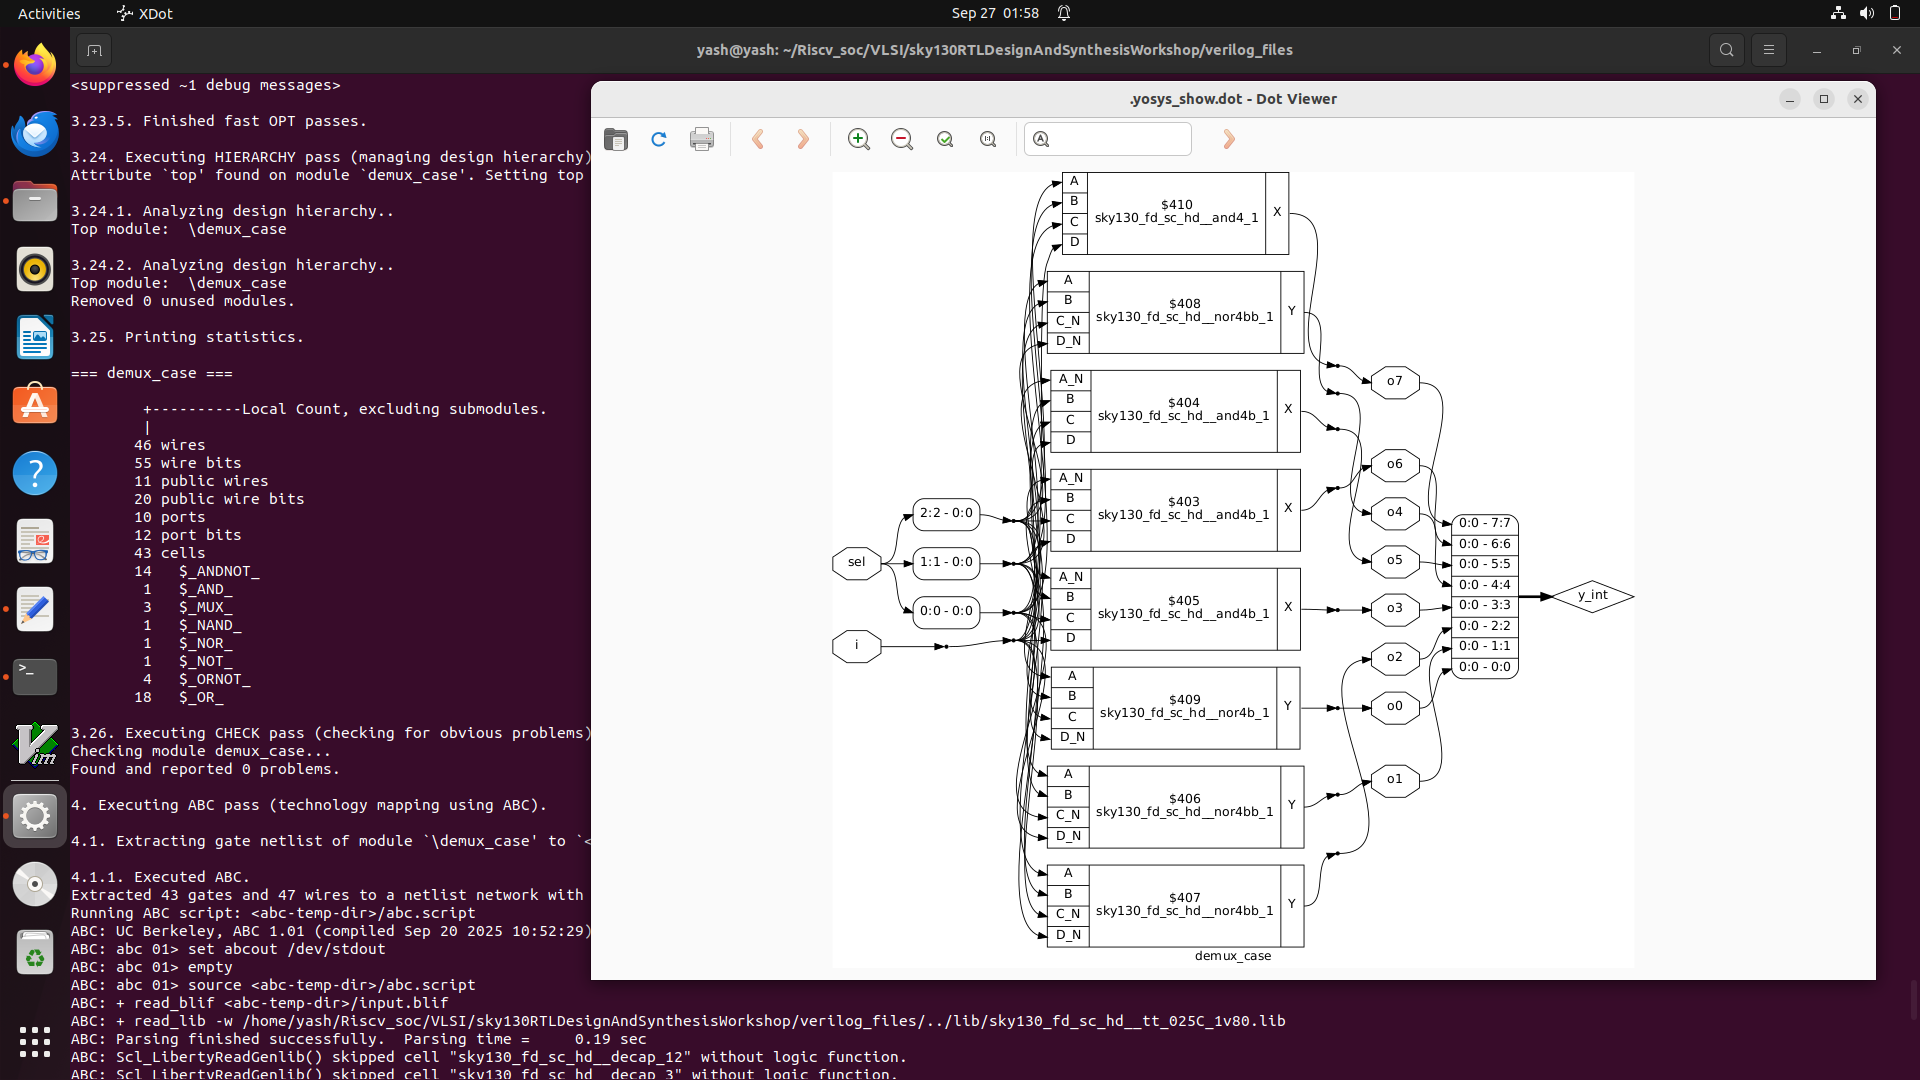 Activities
XDot
Sep 27 01:58
yash@yash: ~/Riscv_soc/VLSI/sky130RTLDesignAndSynthesisWorkshop/verilog_files
<suppressed ~1 debug messages>
3.23.5. Finished fast OPT passes.
3.24. Executing HIERARCHY pass (managing design hierarchy)
Attribute `top' found on module `demux_case'. Setting top
3.24.1. Analyzing design hierarchy..
Top module:  \demux_case
3.24.2. Analyzing design hierarchy..
Top module:  \demux_case
Removed 0 unused modules.
3.25. Printing statistics.
=== demux_case ===
+----------Local Count, excluding submodules.
|
46 wires
55 wire bits
11 public wires
20 public wire bits
10 ports
12 port bits
43 cells
14   $_ANDNOT_
1   $_AND_
3   $_MUX_
1   $_NAND_
1   $_NOR_
1   $_NOT_
4   $_ORNOT_
18   $_OR_
3.26. Executing CHECK pass (checking for obvious problems)
Checking module demux_case...
Found and reported 0 problems.
4. Executing ABC pass (technology mapping using ABC).
4.1. Extracting gate netlist of module `\demux_case' to `<
4.1.1. Executed ABC.
Extracted 43 gates and 47 wires to a netlist network with
Running ABC script: <abc-temp-dir>/abc.script
ABC: UC Berkeley, ABC 1.01 (compiled Sep 20 2025 10:52:29)
ABC: abc 01> set abcout /dev/stdout
ABC: abc 01> empty
ABC: abc 01> source <abc-temp-dir>/abc.script
ABC: + read_blif <abc-temp-dir>/input.blif
ABC: + read_lib -w /home/yash/Riscv_soc/VLSI/sky130RTLDesignAndSynthesisWorkshop/verilog_files/../lib/sky130_fd_sc_hd__tt_025C_1v80.lib
ABC: Parsing finished successfully.  Parsing time =     0.19 sec
ABC: Scl_LibertyReadGenlib() skipped cell "sky130_fd_sc_hd__decap_12" without logic function.
ABC: Scl_LibertyReadGenlib() skipped cell "sky130_fd_sc_hd__decap_3" without logic function.
.yosys_show.dot - Dot Viewer
sel
i
2:2 - 0:0
1:1 - 0:0
0:0 - 0:0
A
B
C
D
$410
sky130_fd_sc_hd__and4_1
X
A
B
C_N
D_N
$408
sky130_fd_sc_hd__nor4bb_1
Y
A_N
B
C
D
$404
sky130_fd_sc_hd__and4b_1
X
A_N
B
C
D
$403
sky130_fd_sc_hd__and4b_1
X
A_N
B
C
D
$405
sky130_fd_sc_hd__and4b_1
X
A
B
C
D_N
$409
sky130_fd_sc_hd__nor4b_1
Y
A
B
C_N
D_N
$406
sky130_fd_sc_hd__nor4bb_1
Y
A
B
C_N
D_N
$407
sky130_fd_sc_hd__nor4bb_1
Y
o7
o6
o4
o5
o3
o2
o0
o1
0:0 - 7:7
0:0 - 6:6
0:0 - 5:5
0:0 - 4:4
0:0 - 3:3
0:0 - 2:2
0:0 - 1:1
0:0 - 0:0
y_int
demux_case